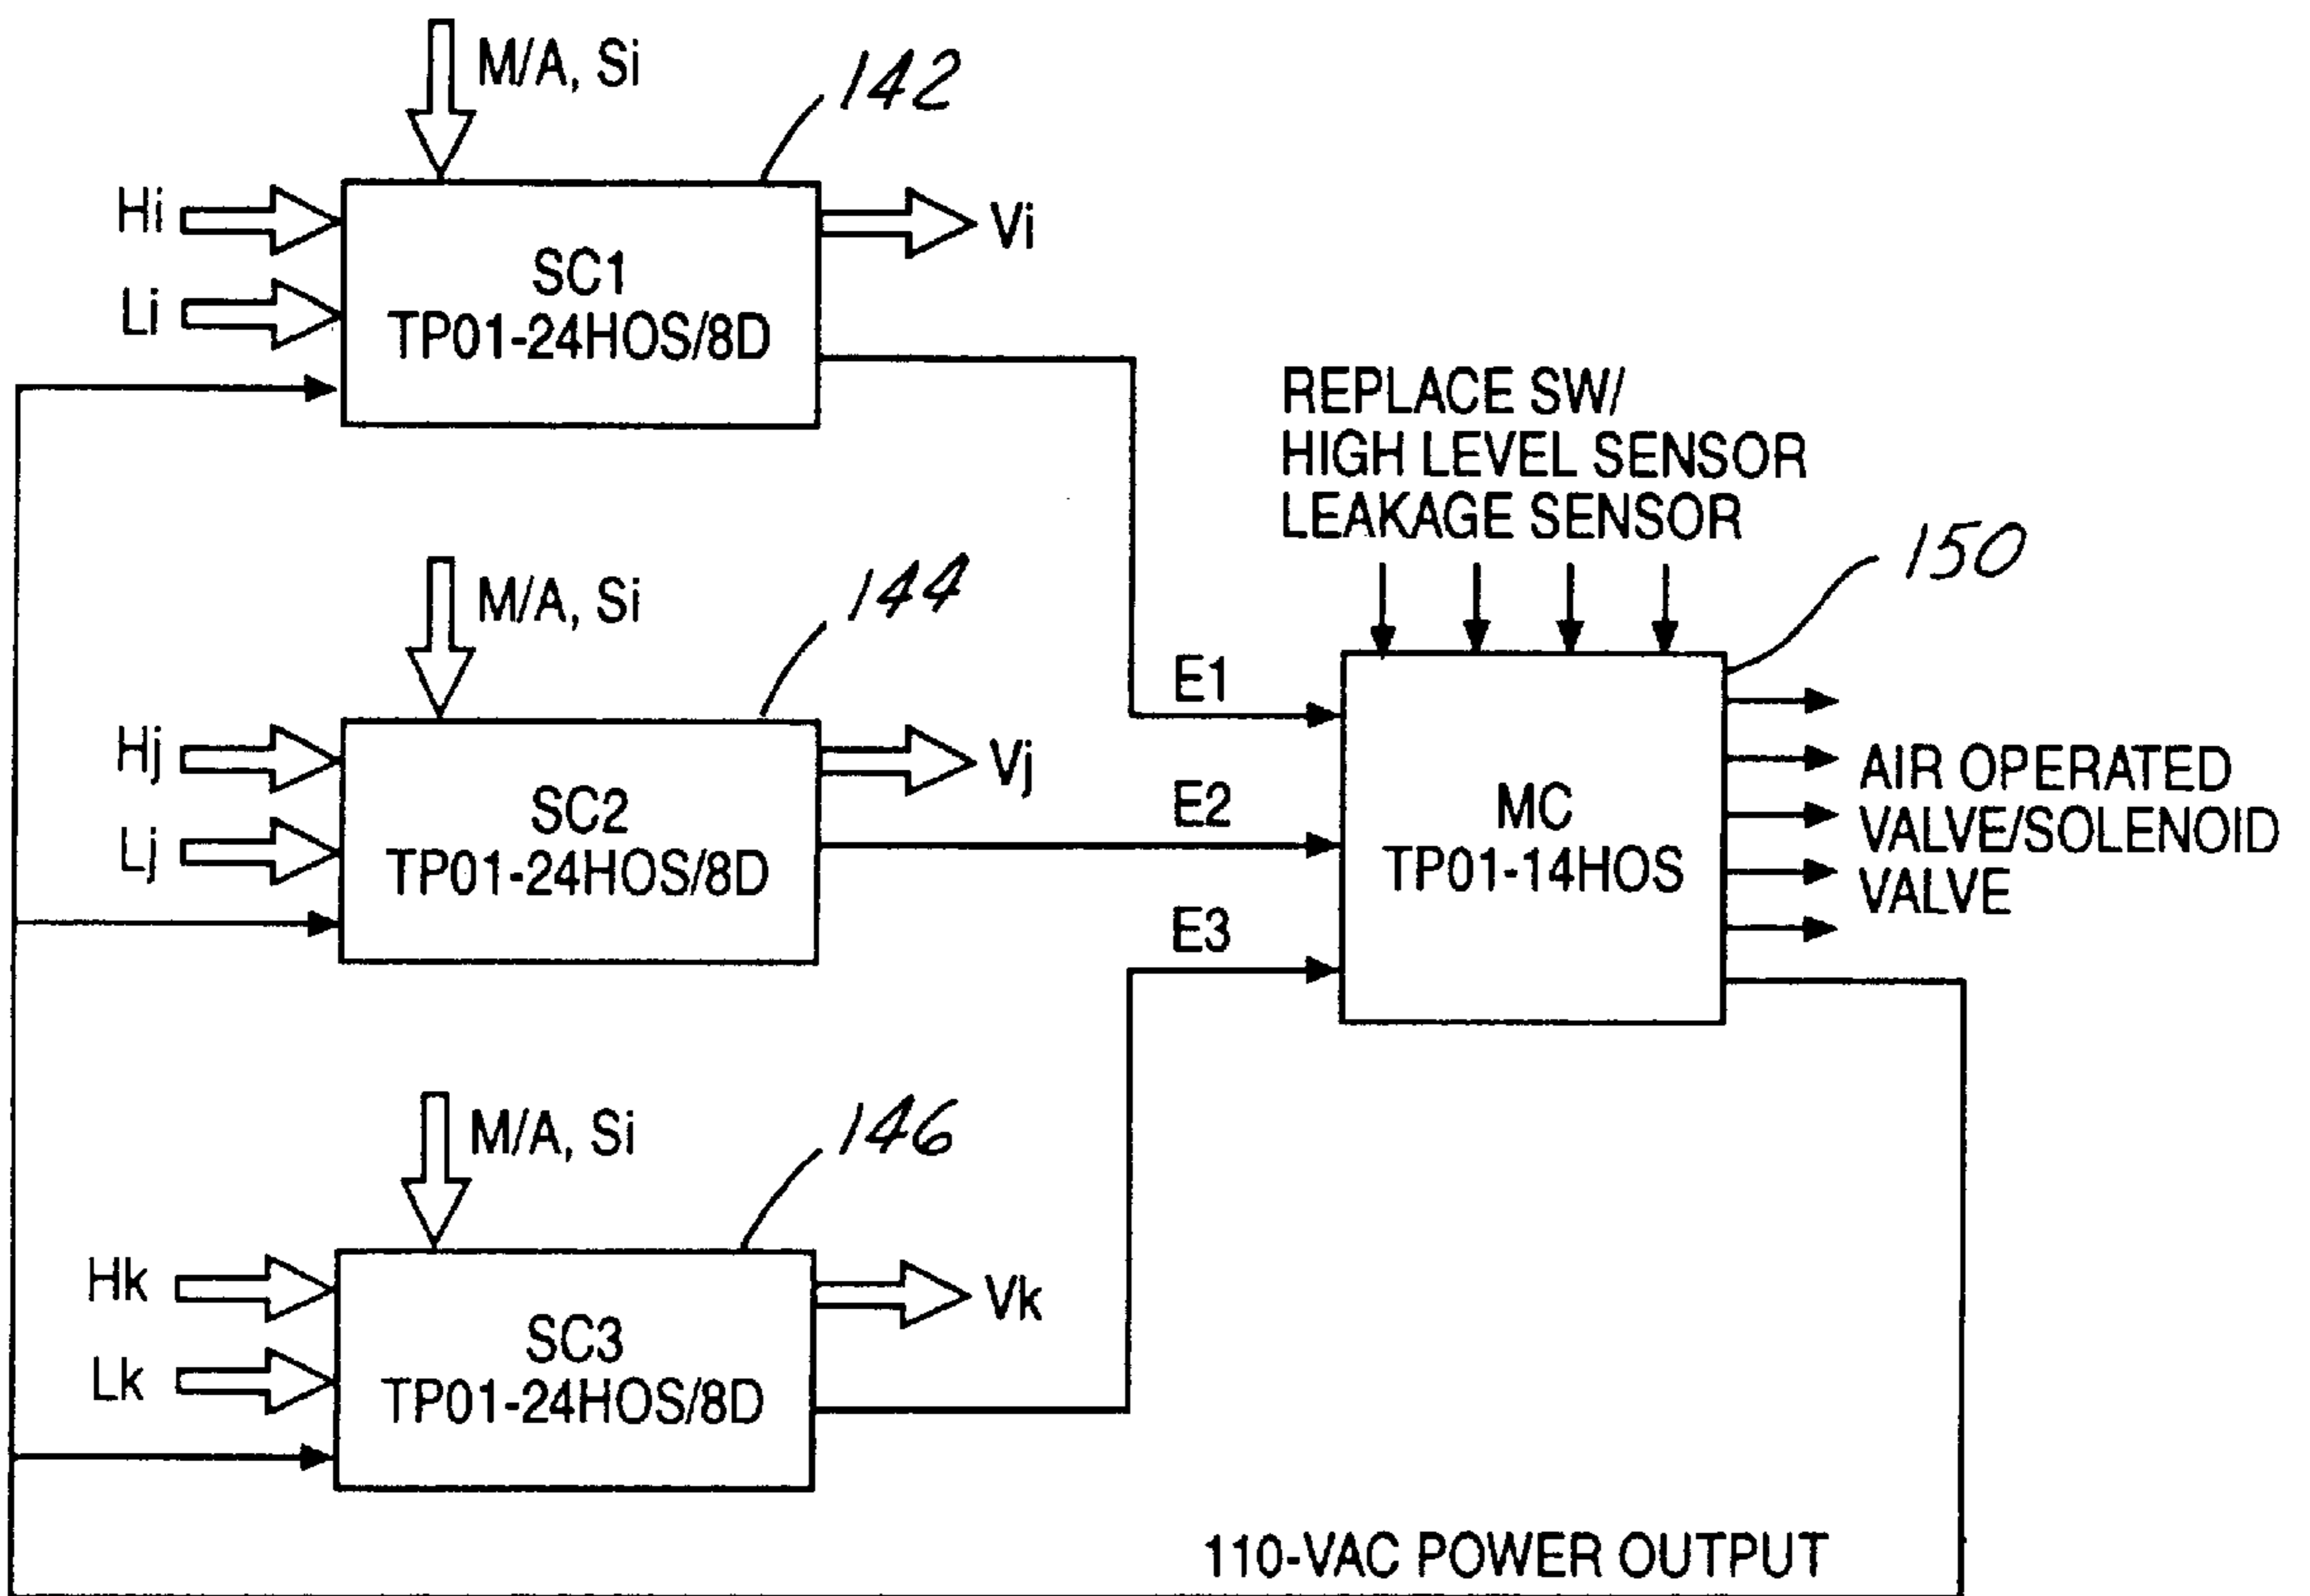 M/A, Si
142
Hi
Li
SC1
TP01-24HOS/8D
Vi
REPLACE SW/
HIGH LEVEL SENSOR
LEAKAGE SENSOR
M/A, Si
144
150
Hj
Lj
SC2
TP01-24HOS/8D
Vj
E1
E2
E3
MC
TP01-14HOS
AIR OPERATED
VALVE/SOLENOID
VALVE
M/A, Si
146
Hk
Lk
SC3
TP01-24HOS/8D
Vk
110-VAC POWER OUTPUT